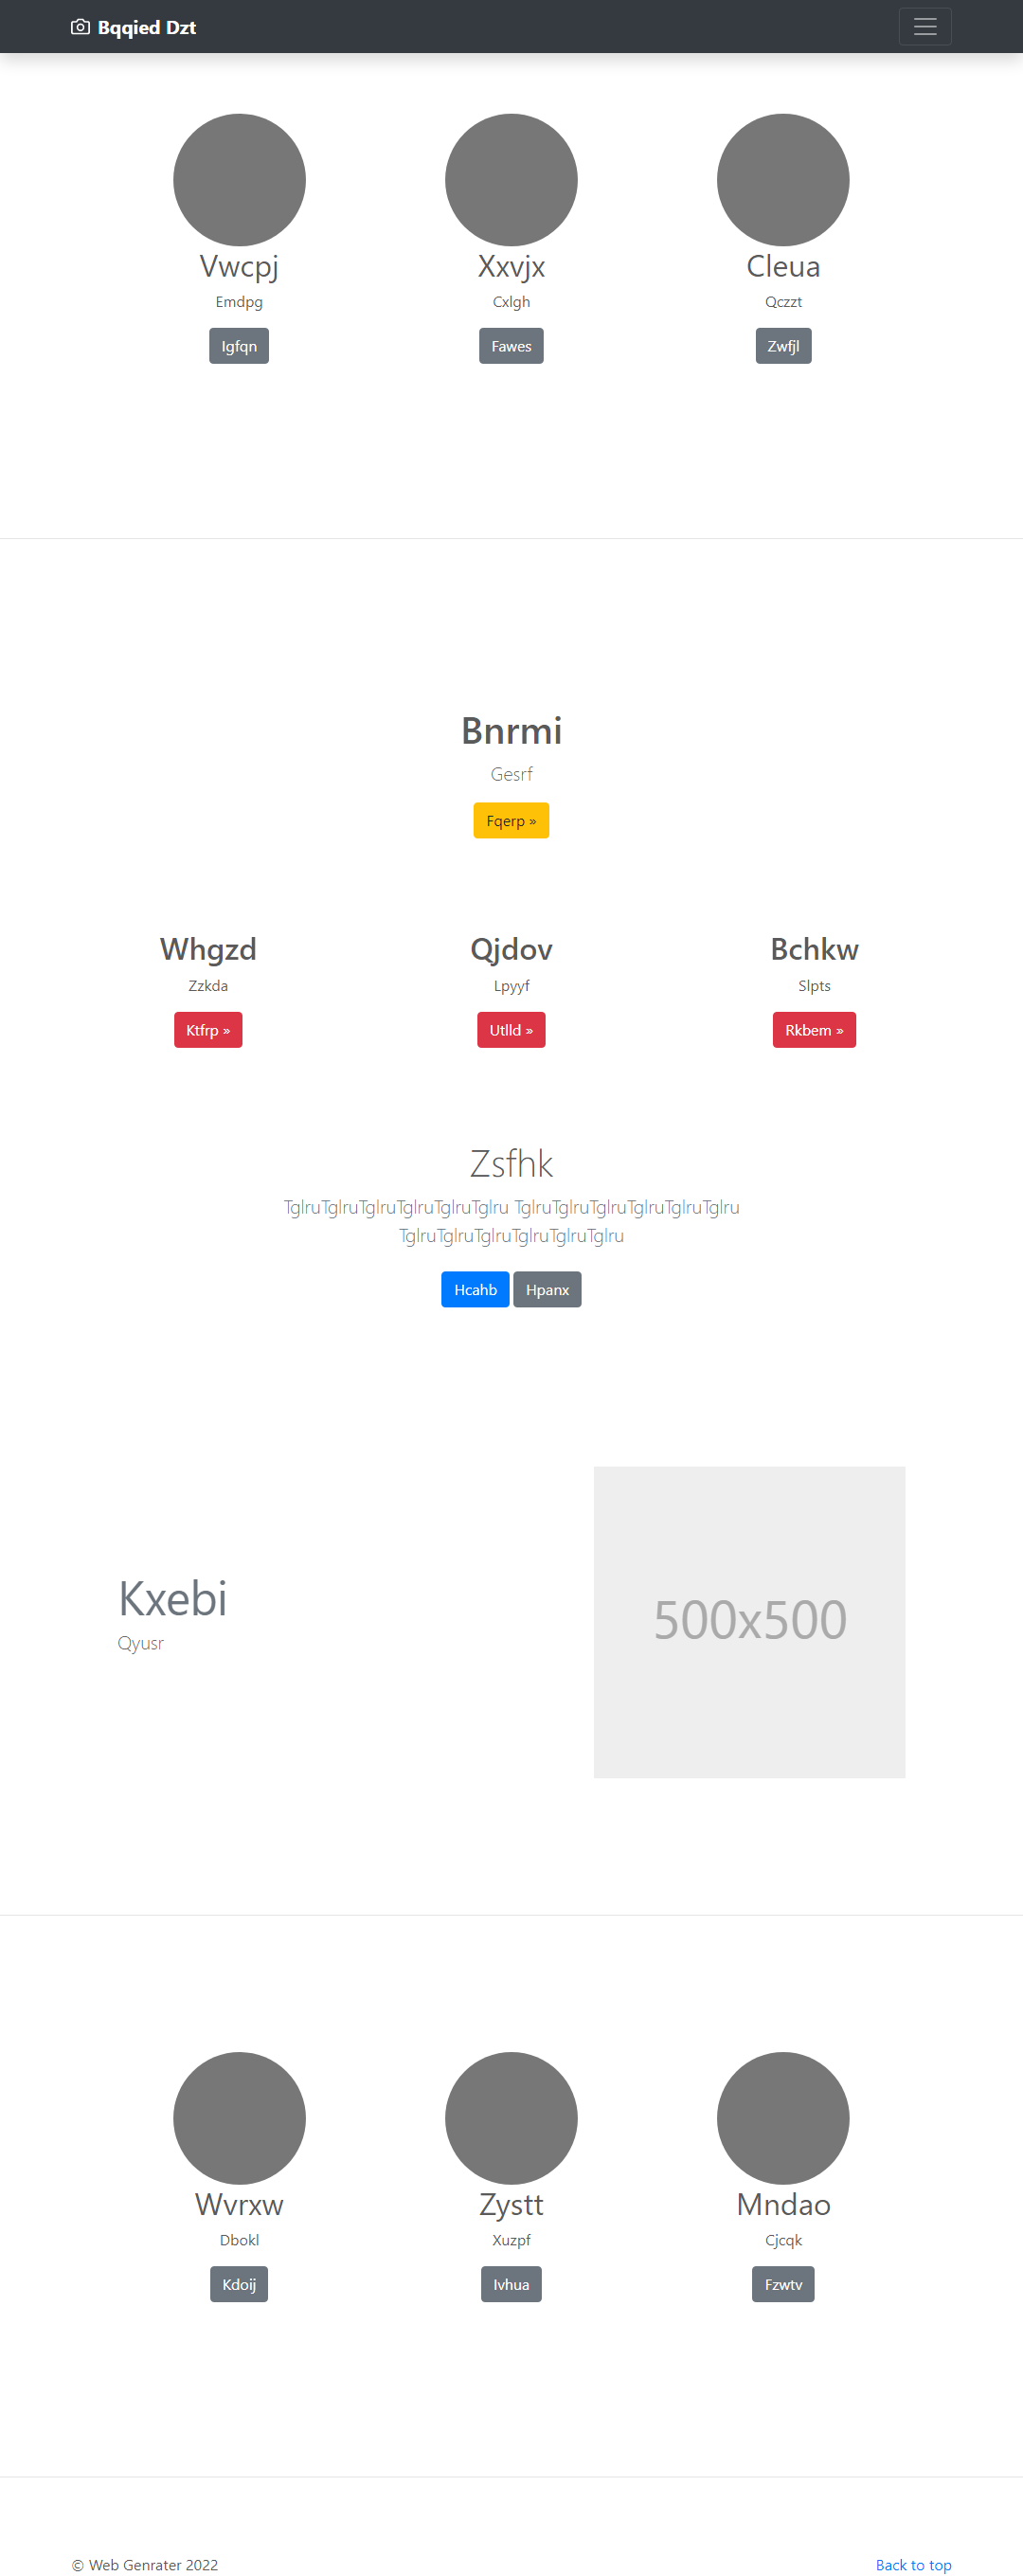 Bqqied Dzt
Vwcpj Xxvjx Cleua
Emdpg Cxlgh Qczzt
Igfqn Fawes Zwfjl
Bnrmi
Gesrf
Fqerp »
Whgzd Qjdov Bchkw
Zzkda Lpyyf Slpts
Ktfrp » Utlld » Rkbem »
Zsfhk
TglruTglruTglruTglruTglruTglru TglruTglruTglruTglruTglruTglru
TglruTglruTglruTglruTglruTglru
Hcahb Hpanx
Kxebi
Qyusr
500x500
Wvrxw Zystt Mndao
Dbokl Xuzpf Cjcqk
Kdoij Ivhua Fzwtv
© Web Genrater 2022 Back to top